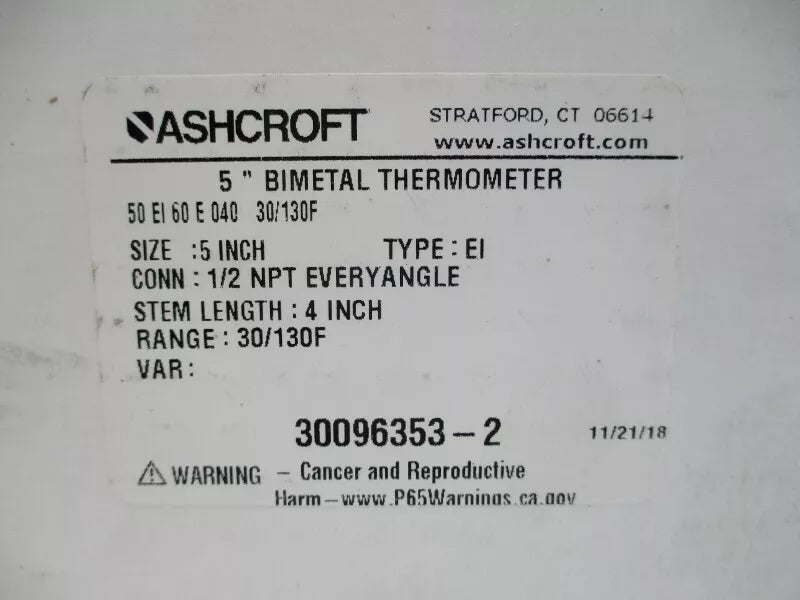 ASHCROFT
STRATFORD, CT 06614
www.ashcroft.com
5 " BIMETAL THERMOMETER
50 EI 60 E 040 30/130F
SIZE :5 INCH TYPE : EI
CONN : 1/2 NPT EVERYANGLE
STEM LENGTH : 4 INCH
RANGE : 30/130F
VAR :
30096353-2 11/21/18
WARNING - Cancer and Reproductive
Harm-www.P65Warnings.ca.gov